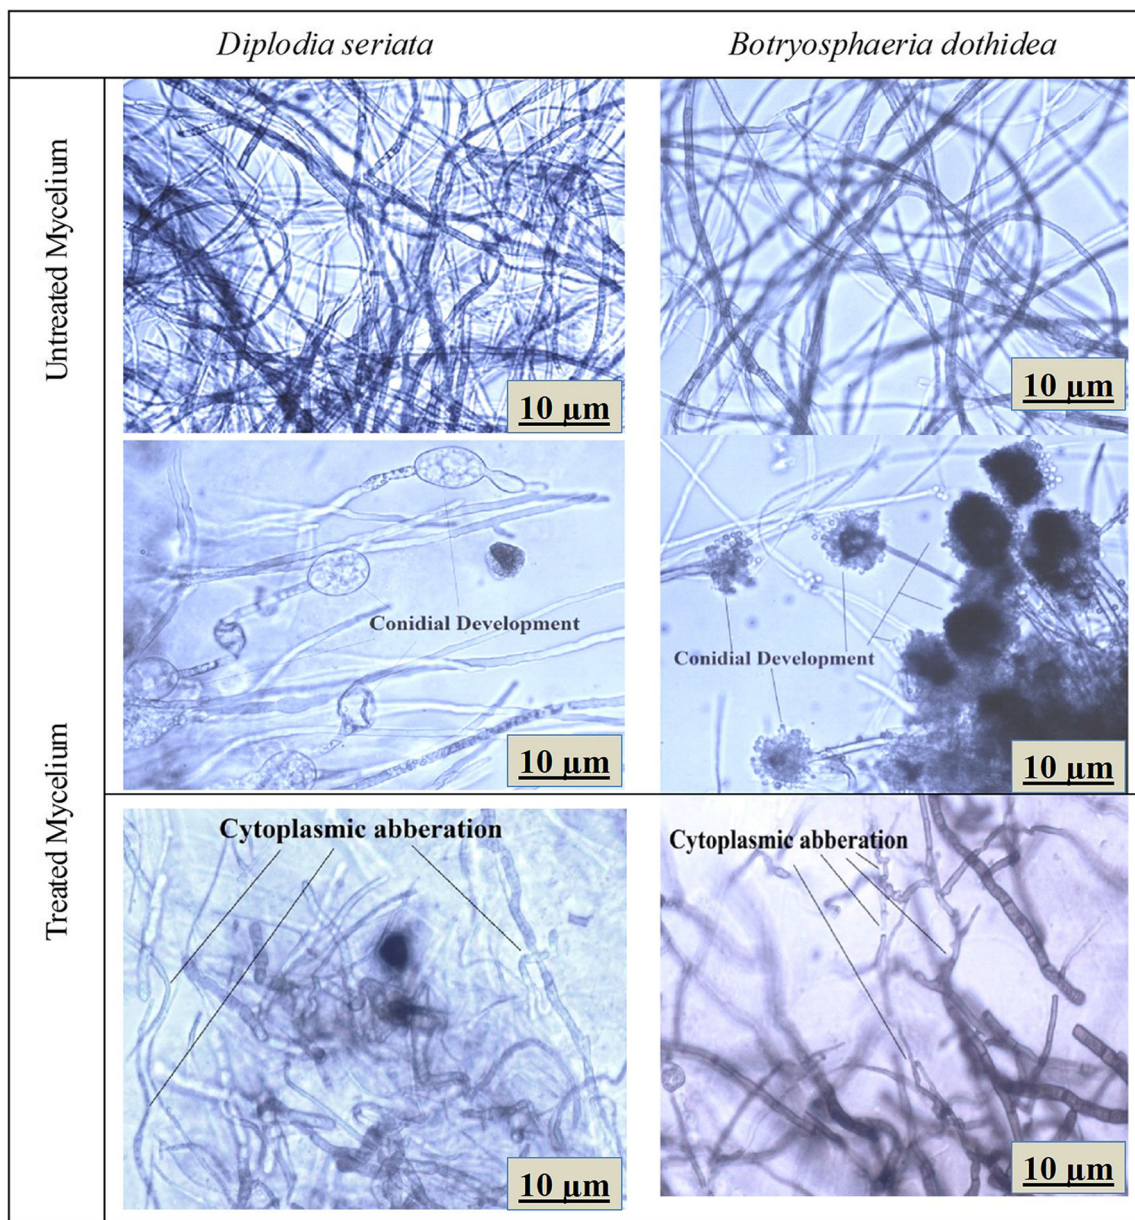 Diplodia seriata
Botryosphaeria dothidea
Untreated Mycelium
10 µm
10 µm
Treated Mycelium
Conidial Development
10 µm
Conidial Development
10 µm
Cytoplasmic abberation
10 µm
Cytoplasmic abberation
10 µm